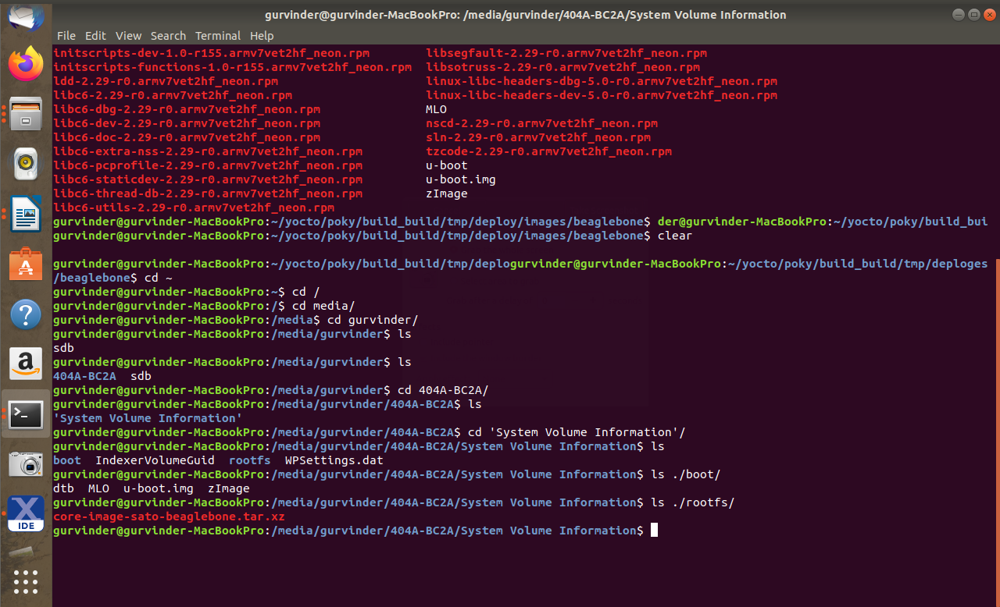 gurvinder@gurvinder-MacBookPro: /media/gurvinder/404A-BC2A/System Volume Information
File Edit View Search Terminal Help
initscripts-dev-1.0-r155.armv7vet2hf_neon.rpm libsegfault-2.29-r0.armv7vet2hf_neon.rpm
initscripts-functions-1.0-r155.armv7vet2hf_neon.rpm libsotruss-2.29-r0.armv7vet2hf_neon.rpm
ldd-2.29-r0.armv7vet2hf_neon.rpm linux-libc-headers-dbg-5.0-r0.armv7vet2hf_neon.rpm
libc6-2.29-r0.armv7vet2hf_neon.rpm linux-libc-headers-dev-5.0-r0.armv7vet2hf_neon.rpm
libc6-dbg-2.29-r0.armv7vet2hf_neon.rpm MLO
libc6-dev-2.29-r0.armv7vet2hf_neon.rpm nscd-2.29-r0.armv7vet2hf_neon.rpm
libc6-doc-2.29-r0.armv7vet2hf_neon.rpm sln-2.29-r0.armv7vet2hf_neon.rpm
libc6-extra-nss-2.29-r0.armv7vet2hf_neon.rpm tzcode-2.29-r0.armv7vet2hf_neon.rpm
libc6-pcprofile-2.29-r0.armv7vet2hf_neon.rpm u-boot
libc6-staticdev-2.29-r0.armv7vet2hf_neon.rpm u-boot.img
libc6-thread-db-2.29-r0.armv7vet2hf_neon.rpm zImage
libc6-utils-2.29-r0.armv7vet2hf_neon.rpm
gurvinder@gurvinder-MacBookPro:~/yocto/poky/build_build/tmp/deploy/images/beaglebone$ der@gurvinder-MacBookPro:~/yocto/poky/build_bui
gurvinder@gurvinder-MacBookPro:~/yocto/poky/build_build/tmp/deploy/images/beaglebone$ clear
gurvinder@gurvinder-MacBookPro:~/yocto/poky/build_build/tmp/deplogurvinder@gurvinder-MacBookPro:~/yocto/poky/build_build/tmp/deploges
/beaglebone$ cd ~
gurvinder@gurvinder-MacBookPro:~$ cd /
gurvinder@gurvinder-MacBookPro:/$ cd media/
gurvinder@gurvinder-MacBookPro:/media$ cd gurvinder/
gurvinder@gurvinder-MacBookPro:/media/gurvinder$ ls
sdb
gurvinder@gurvinder-MacBookPro:/media/gurvinder$ ls
404A-BC2A sdb
gurvinder@gurvinder-MacBookPro:/media/gurvinder$ cd 404A-BC2A/
gurvinder@gurvinder-MacBookPro:/media/gurvinder/404A-BC2A$ ls
'System Volume Information'
gurvinder@gurvinder-MacBookPro:/media/gurvinder/404A-BC2A$ cd 'System Volume Information'/
gurvinder@gurvinder-MacBookPro:/media/gurvinder/404A-BC2A/System Volume Information$ ls
boot IndexerVolumeGuid rootfs WPSettings.dat
gurvinder@gurvinder-MacBookPro:/media/gurvinder/404A-BC2A/System Volume Information$ ls ./boot/
dtb MLO u-boot.img zImage
gurvinder@gurvinder-MacBookPro:/media/gurvinder/404A-BC2A/System Volume Information$ ls ./rootfs/
core-image-sato-beaglebone.tar.xz
gurvinder@gurvinder-MacBookPro:/media/gurvinder/404A-BC2A/System Volume Information$
A
?
a
>_
X
IDE